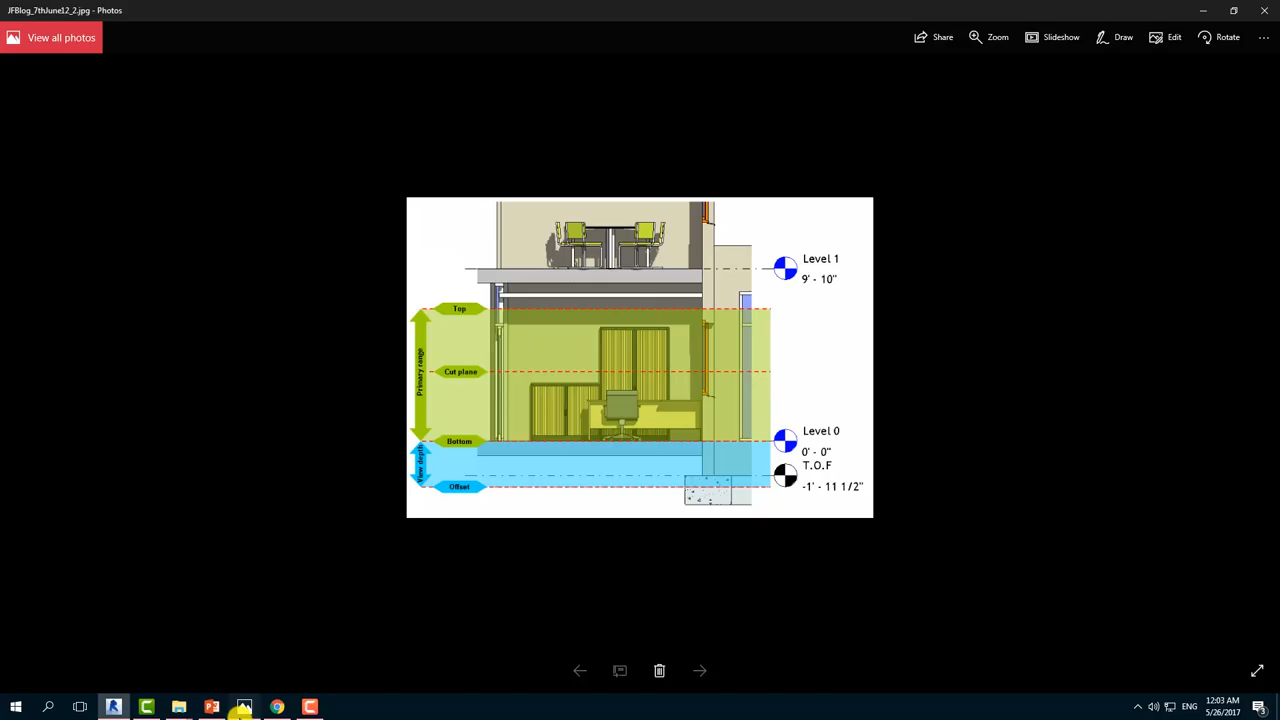 JFBlog_7thJune12_2.jpg - Photos
View all photos
Share
Zoom
Slideshow
Draw
Edit
Rotate
Level 1
9' - 10"
Top
Primary range
Cut plane
Bottom
Level 0
0' - 0"
View depth
T.O.F
Offset
-1' - 11 1/2"
ENG
12:03 AM
5/26/2017